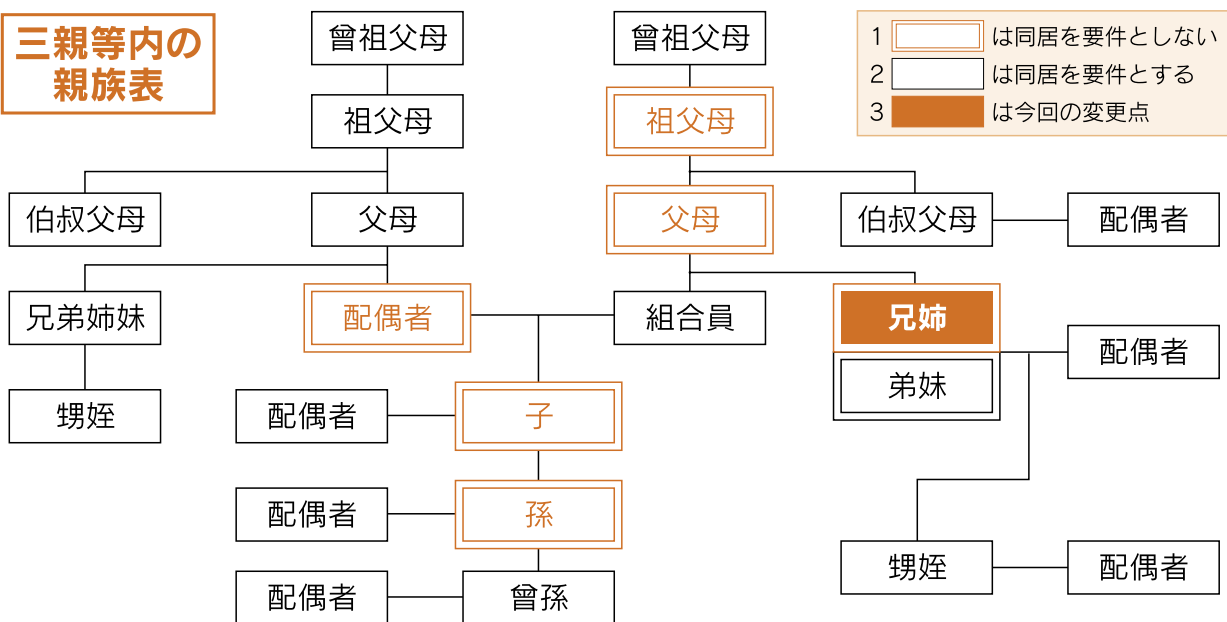 三親等内の
親族表
曾祖父母
曾祖父母
1 は同居を要件としない
2 は同居を要件とする
3 は今回の変更点
祖父母
祖父母
伯叔父母
父母
父母
伯叔父母
配偶者
兄弟姉妹
配偶者
組合員
兄姉
配偶者
弟妹
甥姪
配偶者
子
配偶者
孫
甥姪
配偶者
配偶者
曾孫